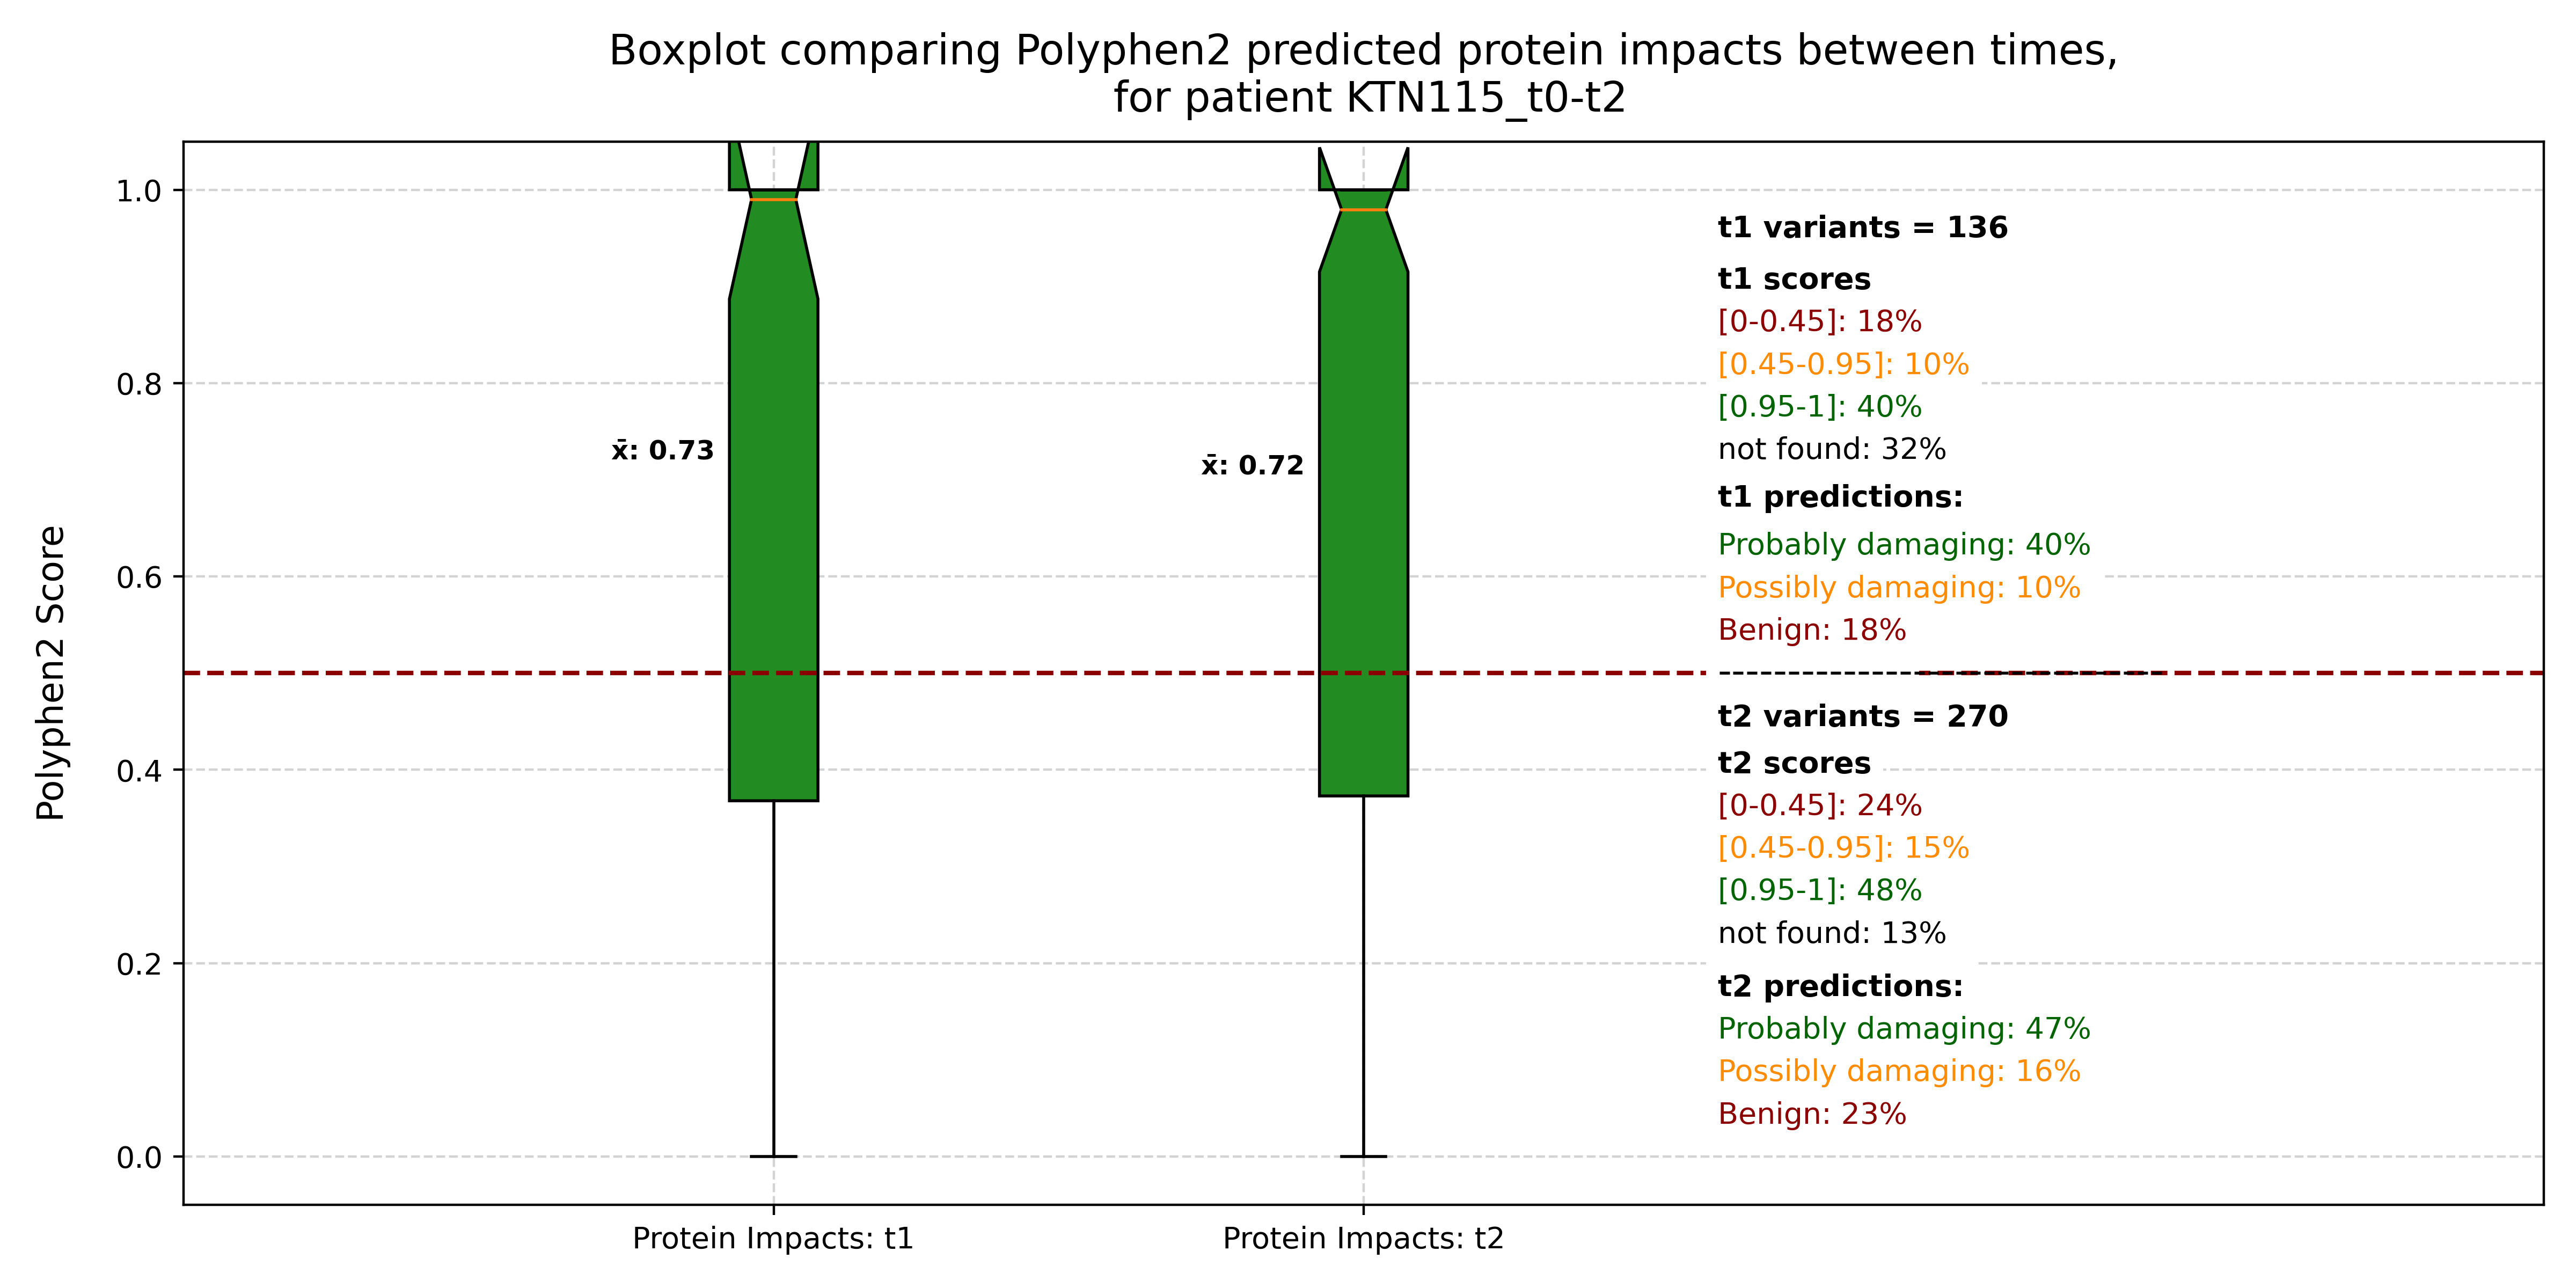 Boxplot comparing Polyphen2 predicted protein impacts between times,
for patient KTN115_t0-t2
Polyphen2 Score
1.0
0.8
0.6
0.4
0.2
0.0
x̄: 0.73
x̄: 0.72
t1 variants = 136
t1 scores
[0-0.45]: 18%
[0.45-0.95]: 10%
[0.95-1]: 40%
not found: 32%
t1 predictions:
Probably damaging: 40%
Possibly damaging: 10%
Benign: 18%
t2 variants = 270
t2 scores
[0-0.45]: 24%
[0.45-0.95]: 15%
[0.95-1]: 48%
not found: 13%
t2 predictions:
Probably damaging: 47%
Possibly damaging: 16%
Benign: 23%
Protein Impacts: t1
Protein Impacts: t2